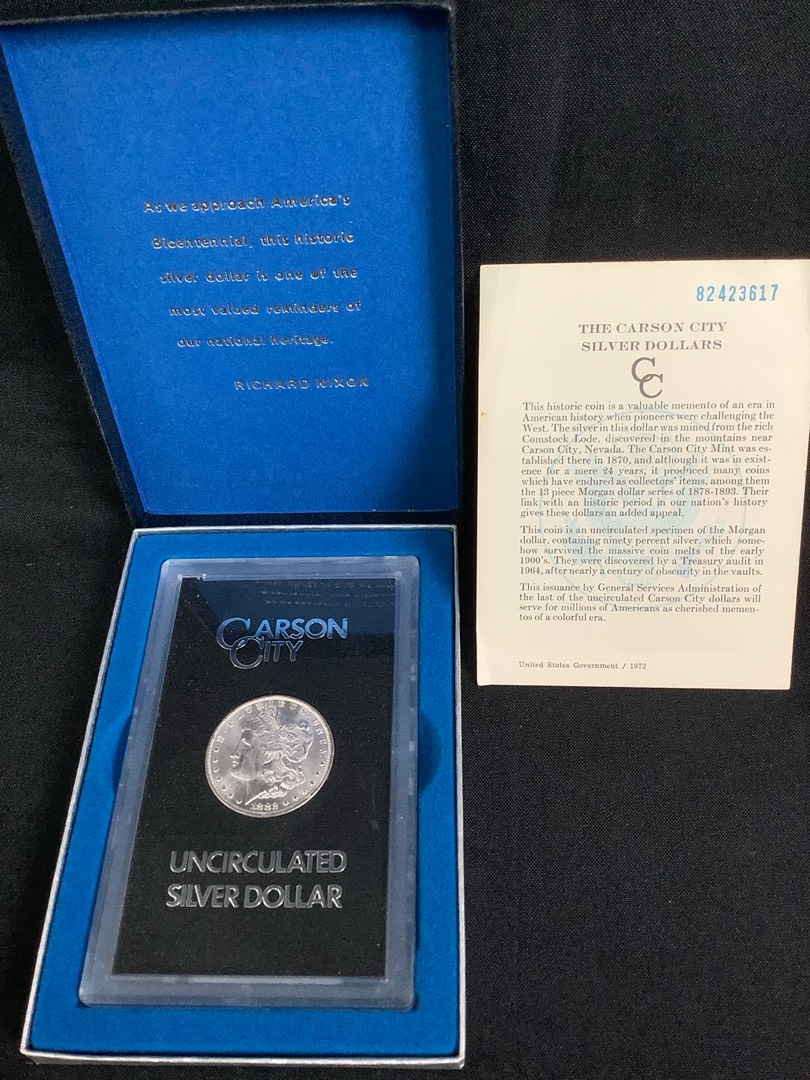 As we approach America's
Bicentennial, this historic
silver dollar is one of the
most valued reminders of
our national heritage.
RICHARD NIXON
CARSON
CITY
UNCIRCULATED
SILVER DOLLAR
82423617
THE CARSON CITY
SILVER DOLLARS
CC
This historic coin is a valuable memento of an era in
American history when pioneers were challenging the
West. The silver in this dollar was mined from the rich
Comstock Lode, discovered in the mountains near
Carson City, Nevada. The Carson City Mint was es-
tablished there in 1870, and although it was in exist-
ence for a mere 24 years, it produced many coins
which have endured as collectors' items, among them
the 13 piece Morgan dollar series of 1878-1893. Their
link with an historic period in our nation's history
gives these dollars an added appeal.
This coin is an uncirculated specimen of the Morgan
dollar, containing ninety percent silver, which some-
how survived the massive coin melts of the early
1900's. They were discovered by a Treasury audit in
1964, after nearly a century of obscurity in the vaults.
This issuance by General Services Administration of
the last of the uncirculated Carson City dollars will
serve for millions of Americans as cherished memen-
tos of a colorful era.
United States Government / 1972